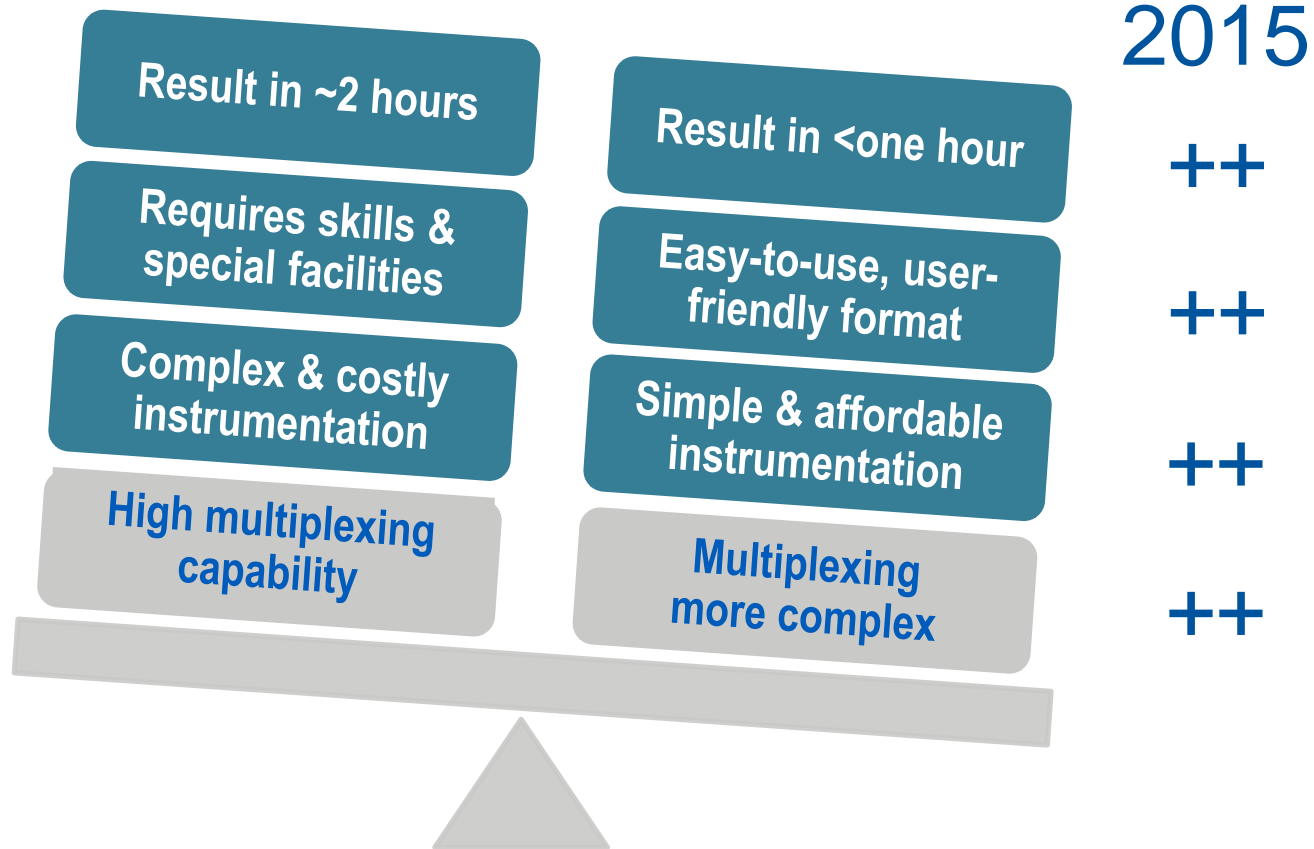 2015
Result in ~2 hours
Result in <one hour
++
Requires skills &
special facilities
Easy-to-use, user-
friendly format
++
Complex & costly
instrumentation
Simple & affordable
instrumentation
++
High multiplexing
capability
Multiplexing
more complex
++